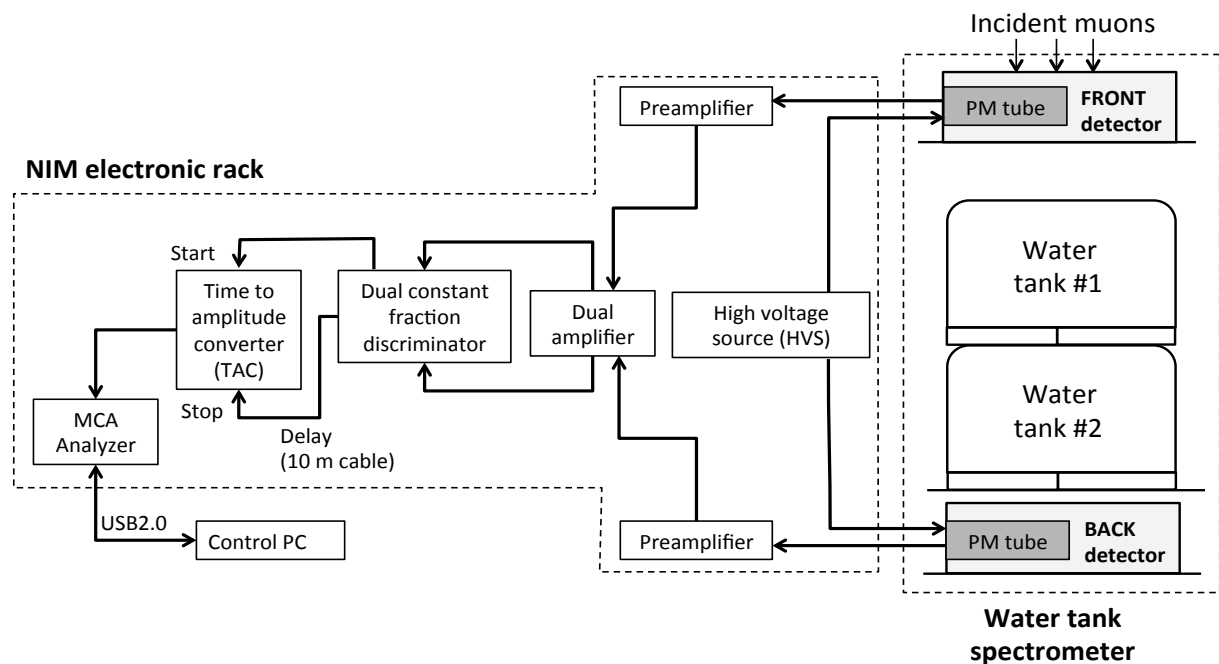 Incident muons
Preamplifier
PM tube
FRONT
detector
NIM electronic rack
Start
Time to
amplitude
converter
(TAC)
Dual constant
fraction
discriminator
Dual
amplifier
High voltage
source (HVS)
Water
tank #1
Stop
MCA
Analyzer
Delay
(10 m cable)
Water
tank #2
USB2.0
Control PC
Preamplifier
PM tube
BACK
detector
Water tank
spectrometer